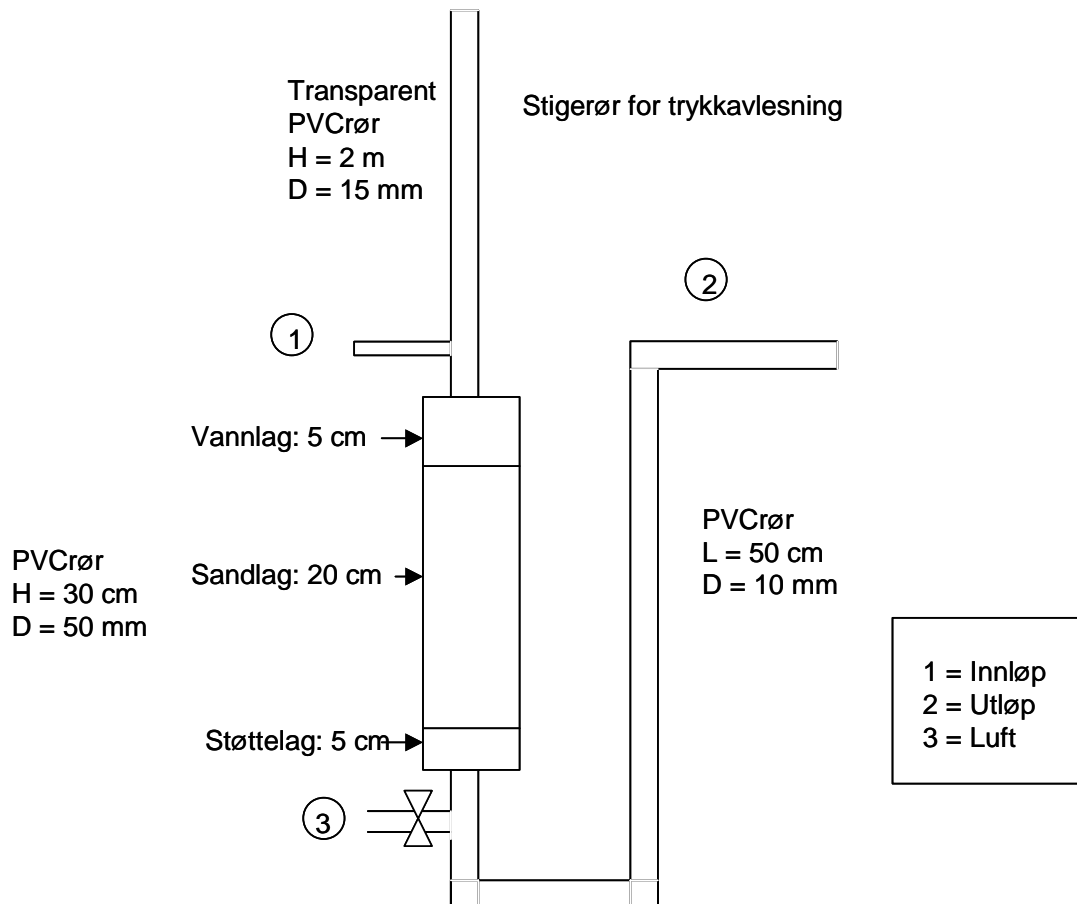 Transparent
PVCrør
H = 2 m
D = 15 mm
Stigerør for trykkavlesning
2
1
Vannlag: 5 cm
PVCrør
H = 30 cm
D = 50 mm
Sandlag: 20 cm
PVCrør
L = 50 cm
D = 10 mm
Støttelag: 5 cm
3
1 = Innløp
2 = Utløp
3 = Luft